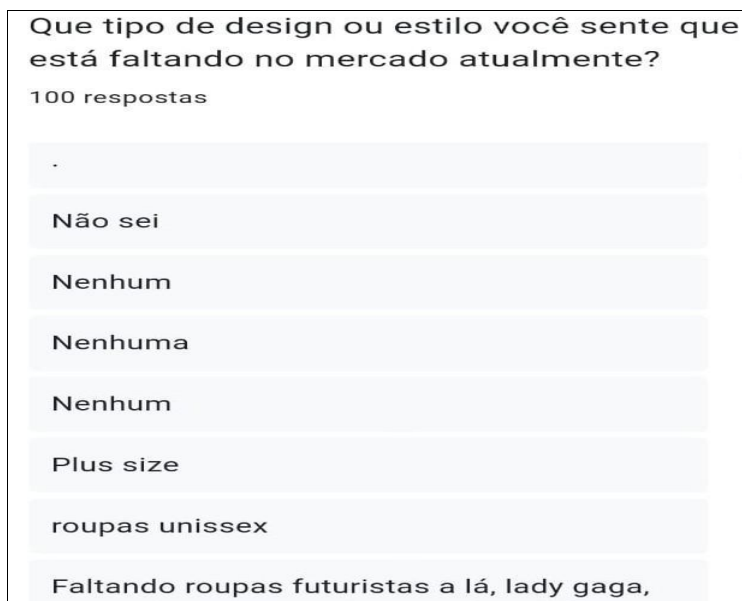 Que tipo de design ou estilo você sente que
está faltando no mercado atualmente?
100 respostas
.
Não sei
Nenhum
Nenhuma
Nenhum
Plus size
roupas unissex
Faltando roupas futuristas a lá, lady gaga,